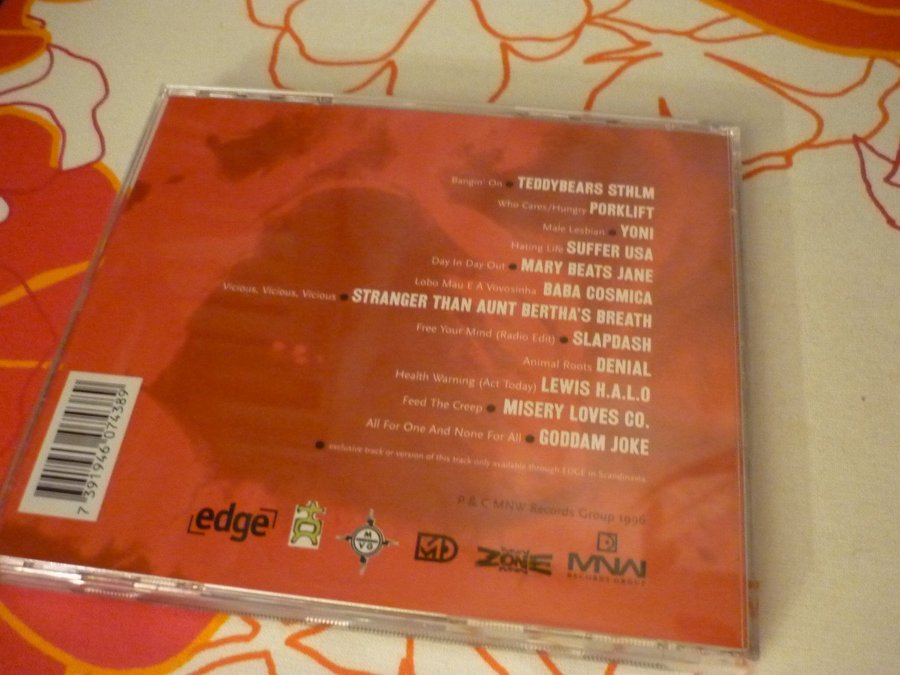 Bangin' On • TEDDYBEARS STHLM
Who Cares/Hungry PORKLIFT
Male Lesbian • YONI
Hating Life SUFFER USA
Day In Day Out • MARY BEATS JANE
Lobo Mau E A Vovosinha BABA COSMICA
Vicious, Vicious, Vicious • STRANGER THAN AUNT BERTHA'S BREATH
Free Your Mind (Radio Edit) • SLAPDASH
Animal Roots DENIAL
Health Warning (Act Today) LEWIS H.A.L.O
Feed The Creep • MISERY LOVES CO.
All For One And None For All • GODDAM JOKE
• exclusive track or version of this track only available through EDGE in Scandinavia
P & C MNW Records Group 1996
7 391946 074389
[edge]
ZONE
MNW
RECORDS GROUP